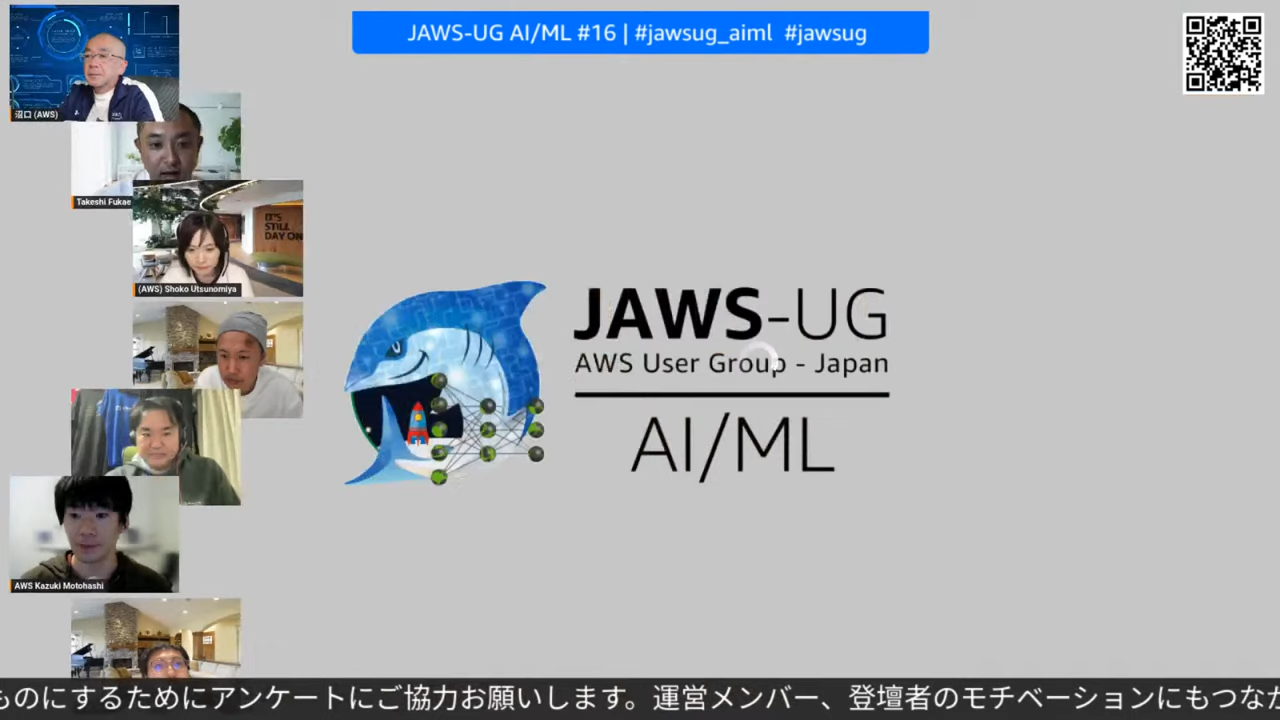 JAWS-UG AI/ML #16 | #jawsug_aiml #jawsug
沼口 (AWS)
Takeshi Fukae
IT'S
STILL
DAY ON
(AWS) Shoko Utsunomiya
JAWS-UG
AWS User Group - Japan
AI/ML
AWS Kazuki Motohashi
ものにするためにアンケートにご協力お願いします。運営メンバー、登壇者のモチベーションにもつなが